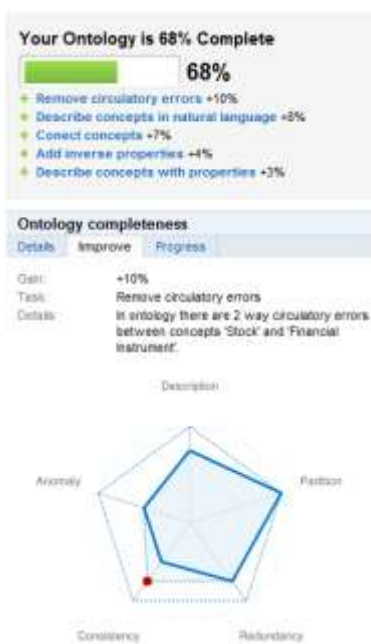 Your Ontology is 68% Complete
68%
Remove circulatory errors +10%
Describe concepts in natural language +8%
Conect concepts +7%
Add inverse properties +4%
Describe concepts with properties +3%
Ontology completeness
Details Improve Progress
Gain: +10%
Task: Remove circulatory errors
Details: In ontology there are 2 way circulatory errors
between concepts 'Stock' and 'Financial
Instrument'.
Description
Anomaly
Partition
Consistency
Redundancy